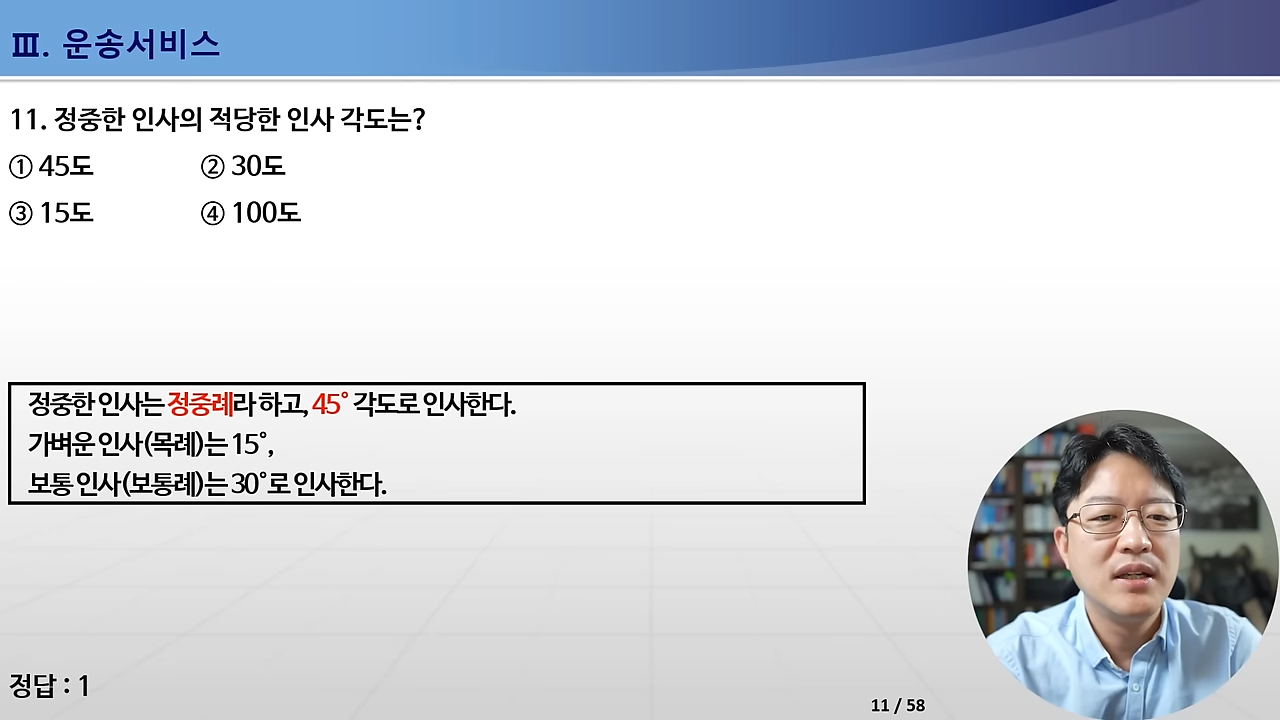 Ⅲ. 운송서비스
11. 정중한 인사의 적당한 인사 각도는?
① 45도 ② 30도
③ 15도 ④ 100도
정중한 인사는 정중례라 하고, 45° 각도로 인사한다.
가벼운 인사(목례)는 15°,
보통 인사(보통례)는 30°로 인사한다.
정답 : 1
11 / 58